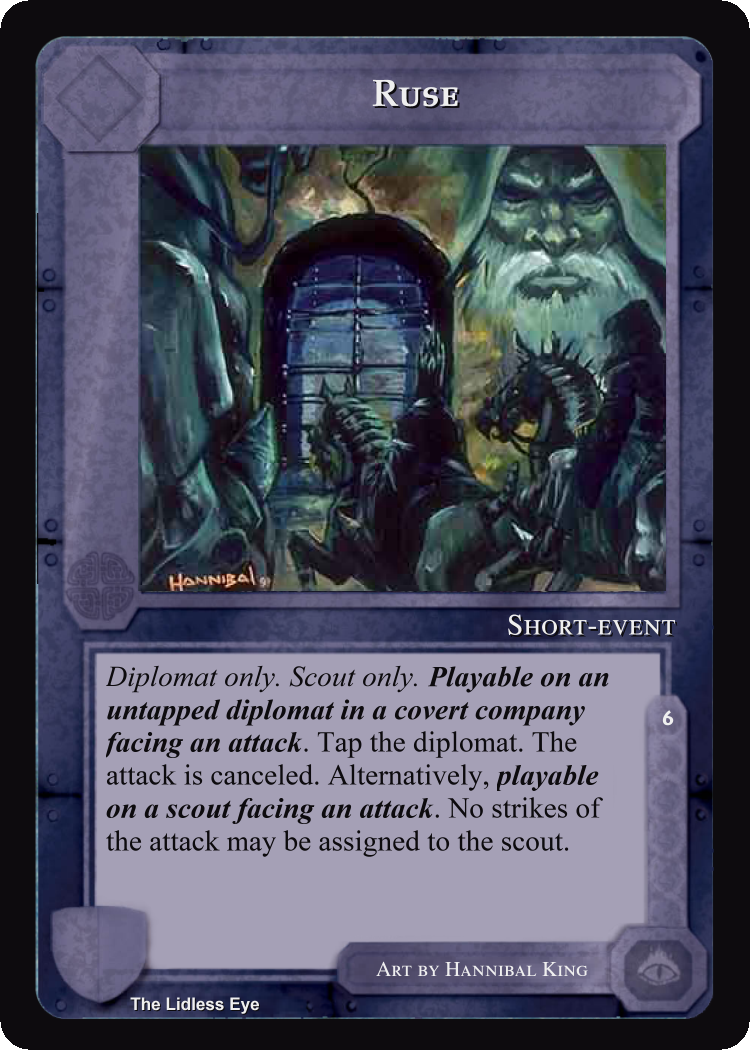 Ruse
Hannibal
Short-event
Diplomat only. Scout only. Playable on an
untapped diplomat in a covert company
facing an attack. Tap the diplomat. The
attack is canceled. Alternatively, playable
on a scout facing an attack. No strikes of
the attack may be assigned to the scout.
6
Art by Hannibal King
The Lidless Eye